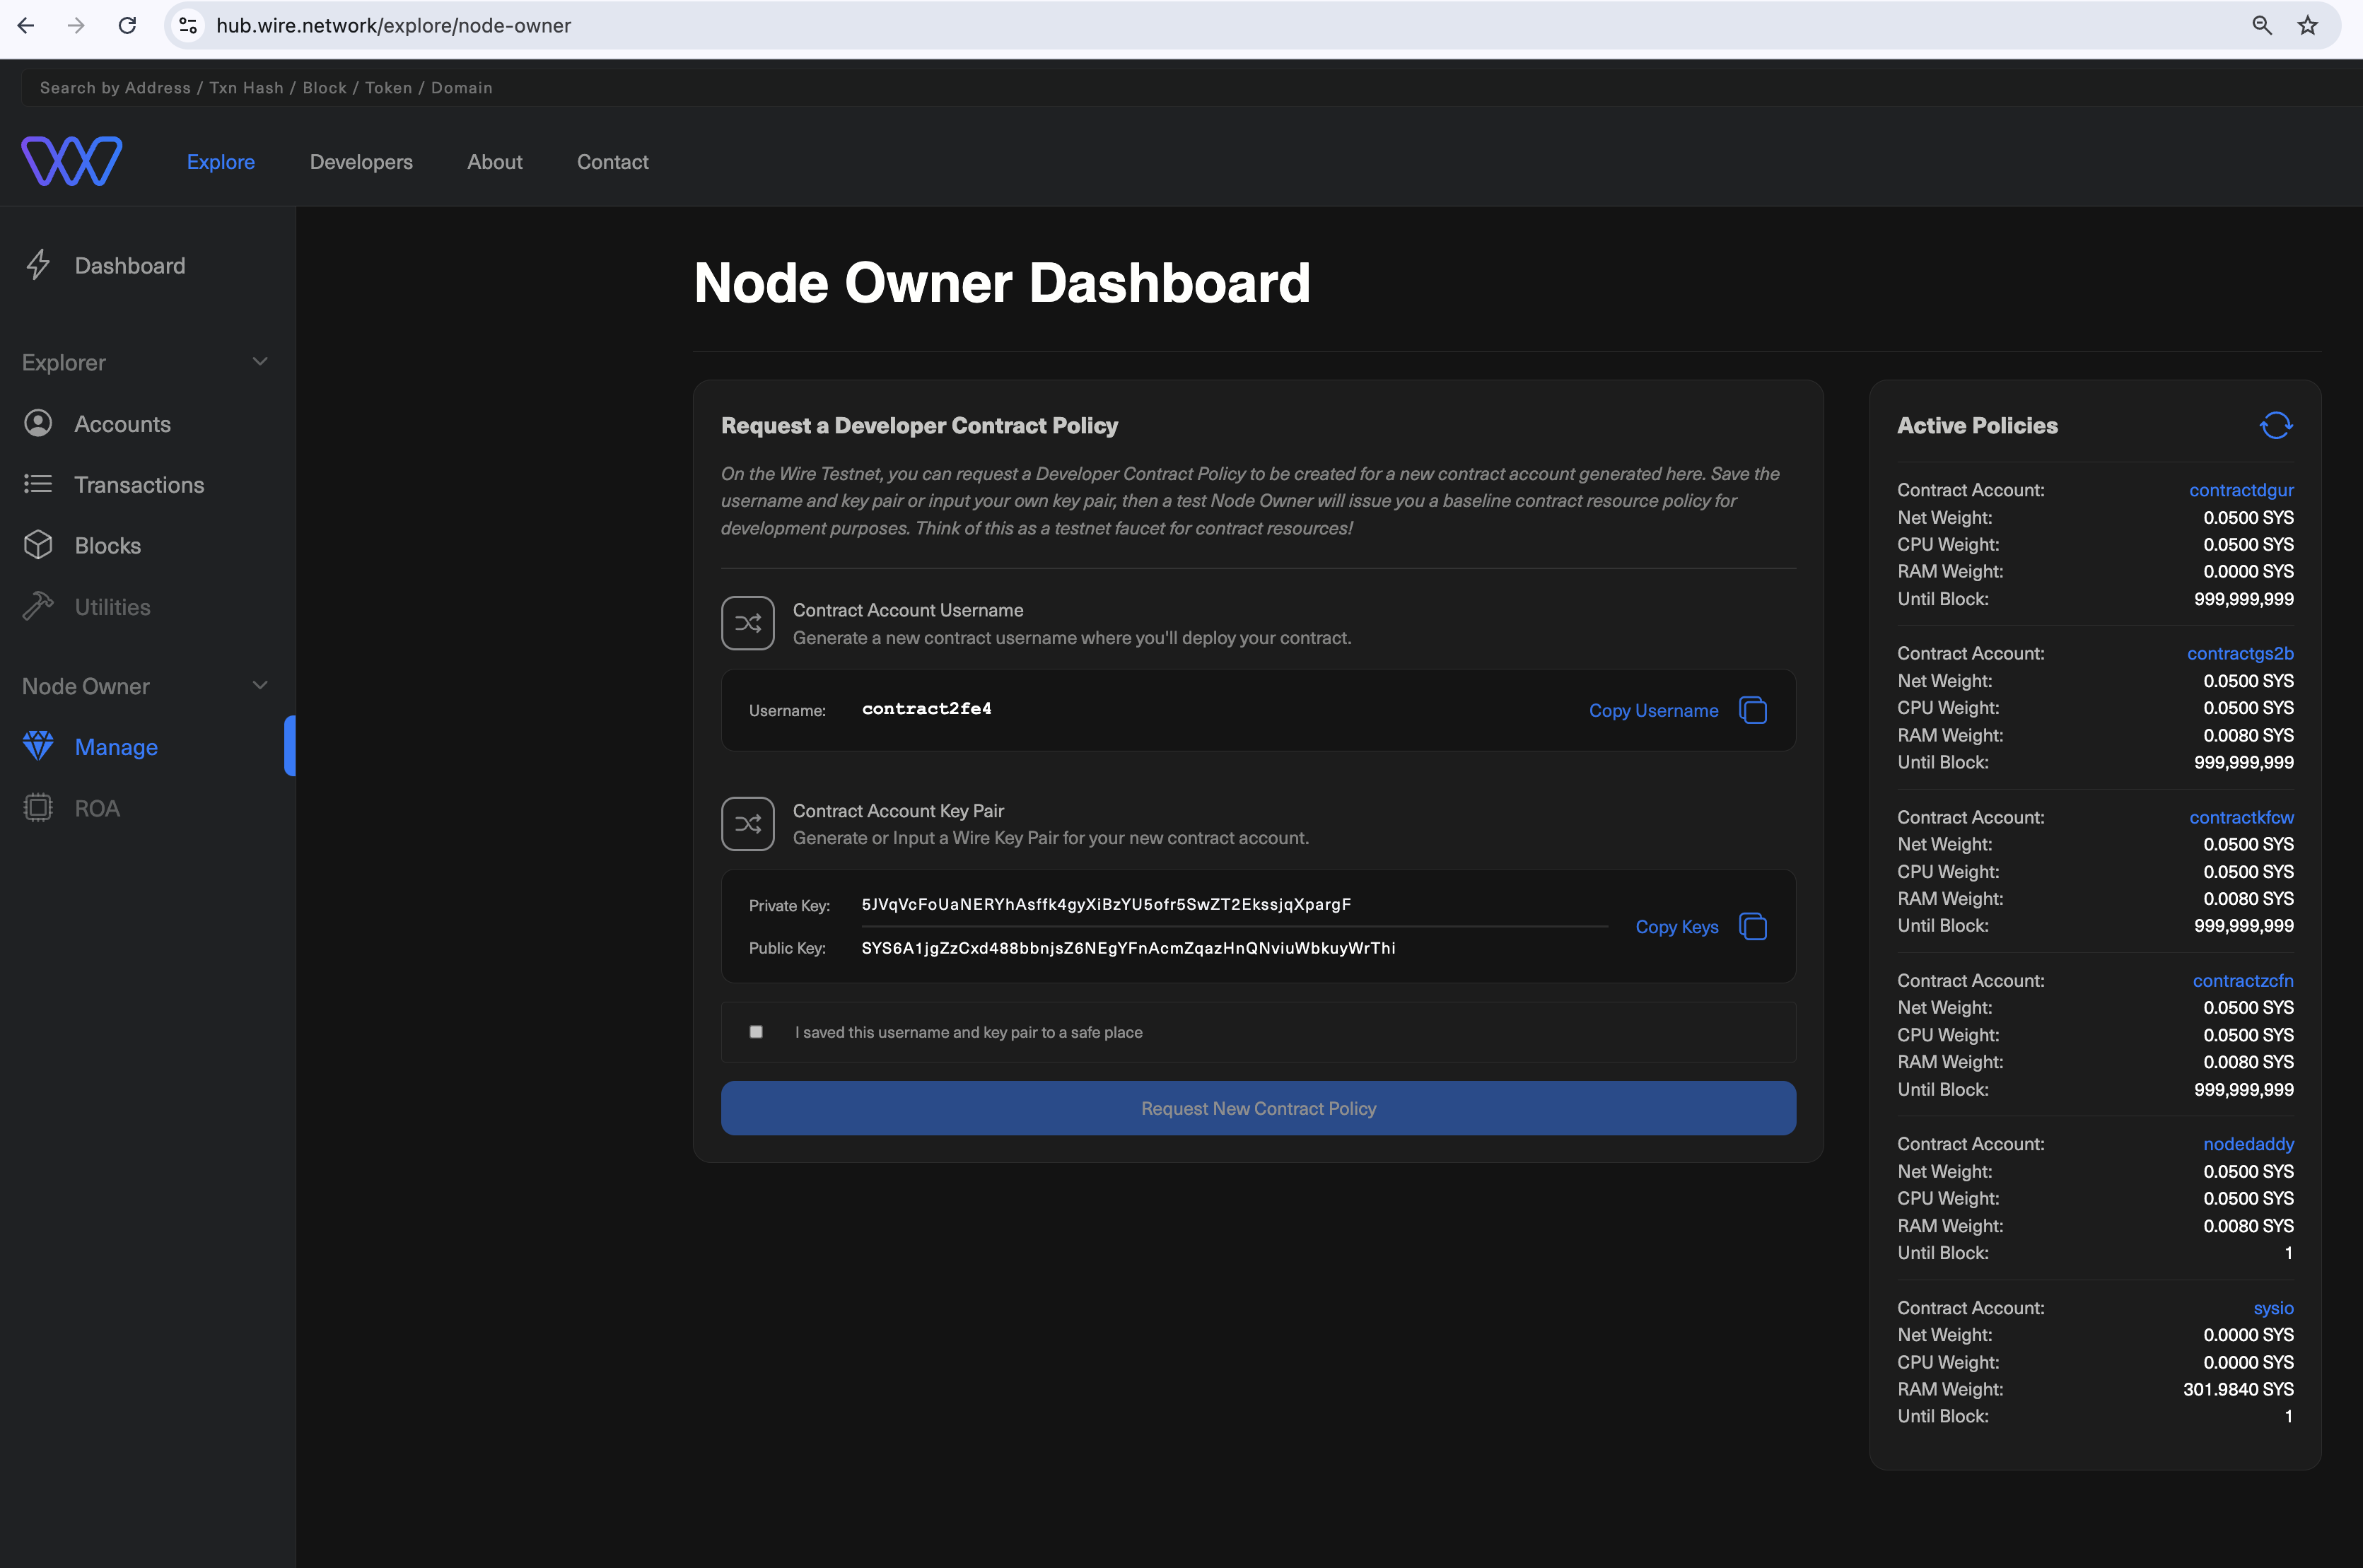 hub.wire.network/explore/node-owner
Search by Address / Txn Hash / Block / Token / Domain
Explore
Developers
About
Contact
Dashboard
Explorer
Accounts
Transactions
Blocks
Utilities
Node Owner
Manage
ROA
Node Owner Dashboard
Request a Developer Contract Policy
On the Wire Testnet, you can request a Developer Contract Policy to be created for a new contract account generated here. Save the
username and key pair or input your own key pair, then a test Node Owner will issue you a baseline contract resource policy for
development purposes. Think of this as a testnet faucet for contract resources!
Contract Account Username
Generate a new contract username where you'll deploy your contract.
Username: contract2fe4 Copy Username
Contract Account Key Pair
Generate or Input a Wire Key Pair for your new contract account.
Private Key: 5JVqVcFoUaNERYhAsffk4gyXiBzYU5ofr5SwZT2EkssjqXpargF
Copy Keys
Public Key: SYS6A1jgZzCxd488bbnjsZ6NEgYFnAcmZqazHnQNviuWbkuyWrThi
I saved this username and key pair to a safe place
Request New Contract Policy
Active Policies
Contract Account: contractdgur
Net Weight: 0.0500 SYS
CPU Weight: 0.0500 SYS
RAM Weight: 0.0000 SYS
Until Block: 999,999,999
Contract Account: contractgs2b
Net Weight: 0.0500 SYS
CPU Weight: 0.0500 SYS
RAM Weight: 0.0080 SYS
Until Block: 999,999,999
Contract Account: contractkfcw
Net Weight: 0.0500 SYS
CPU Weight: 0.0500 SYS
RAM Weight: 0.0080 SYS
Until Block: 999,999,999
Contract Account: contractzcfn
Net Weight: 0.0500 SYS
CPU Weight: 0.0500 SYS
RAM Weight: 0.0080 SYS
Until Block: 999,999,999
Contract Account: nodedaddy
Net Weight: 0.0500 SYS
CPU Weight: 0.0500 SYS
RAM Weight: 0.0080 SYS
Until Block: 1
Contract Account: sysio
Net Weight: 0.0000 SYS
CPU Weight: 0.0000 SYS
RAM Weight: 301.9840 SYS
Until Block: 1